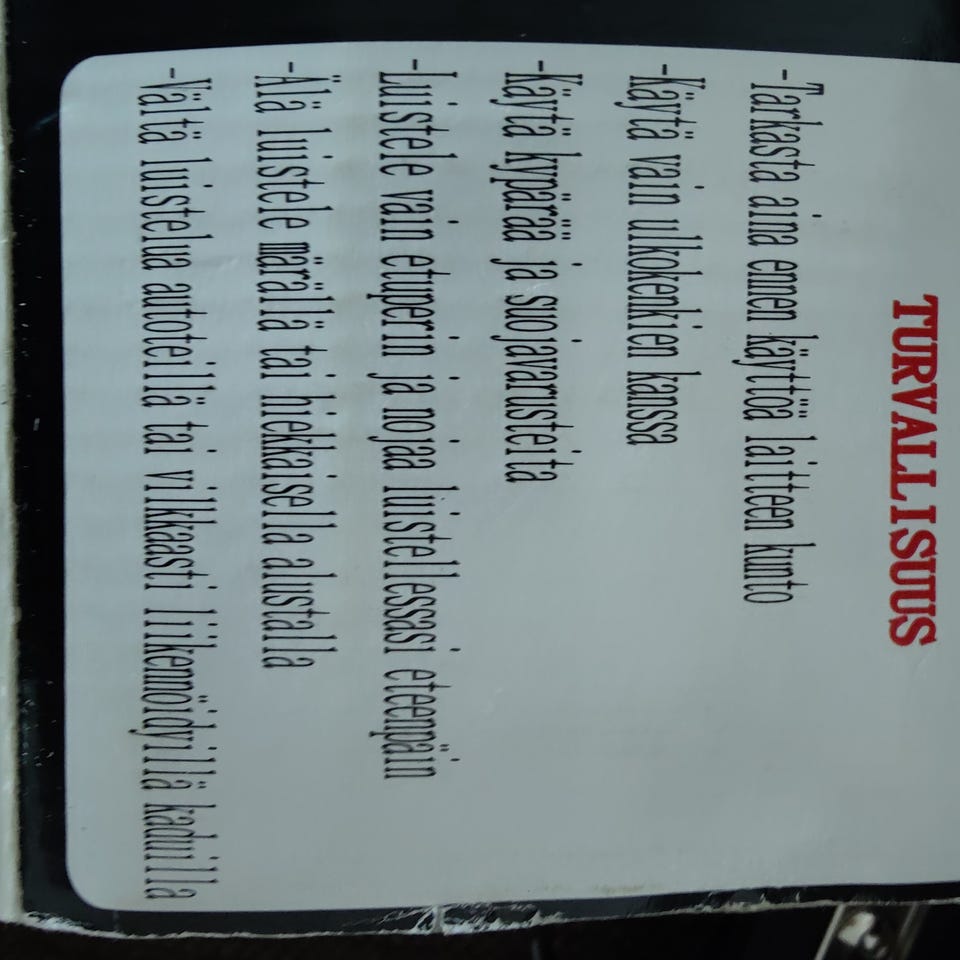 TURVALLISUUS
-Tarkasta aina ennen käyttöä laitteen kunto
-Käytä vain ulkokenkien kanssa
-Käytä kypärää ja suojavarusteita
-Luistele vain etuperin ja nojaa luistellessasi eteenpäin
-Älä luistele märällä tai hiekkaisella alustalla
-Vältä luistelua autoteillä tai vilkkaasti liikennöidyillä kaduilla